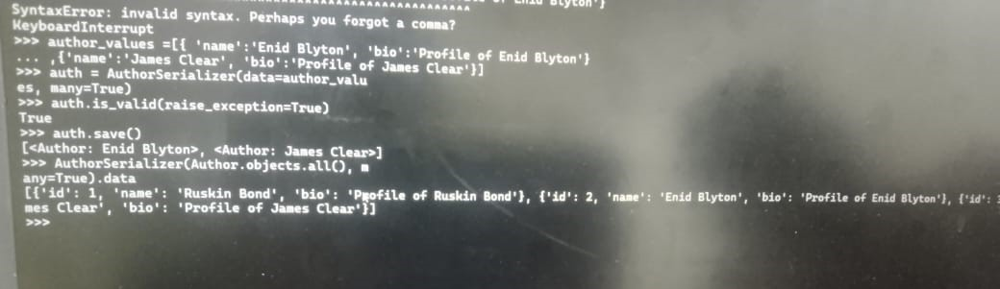 Enid Blyton'}
^^^^^^^^^^^^^^^^^^^^^^^^^^^^^^^^^^^^^^^^^^^^
SyntaxError: invalid syntax. Perhaps you forgot a comma?
KeyboardInterrupt
>>> author_values =[{ 'name':'Enid Blyton', 'bio':'Profile of Enid Blyton'}
... ,{'name':'James Clear', 'bio':'Profile of James Clear'}]
>>> auth = AuthorSerializer(data=author_valu
es, many=True)
>>> auth.is_valid(raise_exception=True)
True
>>> auth.save()
[<Author: Enid Blyton>, <Author: James Clear>]
>>> AuthorSerializer(Author.objects.all(), m
any=True).data
[{'id': 1, 'name': 'Ruskin Bond', 'bio': 'Profile of Ruskin Bond'}, {'id': 2, 'name': 'Enid Blyton', 'bio': 'Profile of Enid Blyton'}, {'id':
mes Clear', 'bio': 'Profile of James Clear'}]
>>>